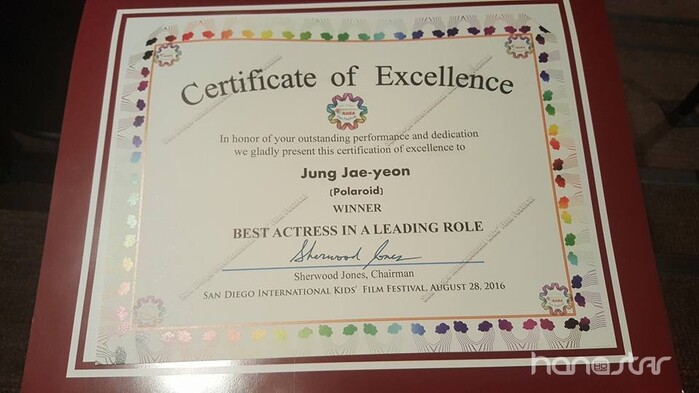 Certificate of Excellence
In honor of your outstanding performance and dedication
we gladly present this certification of excellence to
Jung Jae-yeon
(Polaroid)
WINNER
BEST ACTRESS IN A LEADING ROLE
Sherwood Jones
Sherwood Jones, Chairman
SAN DIEGO INTERNATIONAL KIDS' FILM FESTIVAL, AUGUST 28, 2016
hanostar